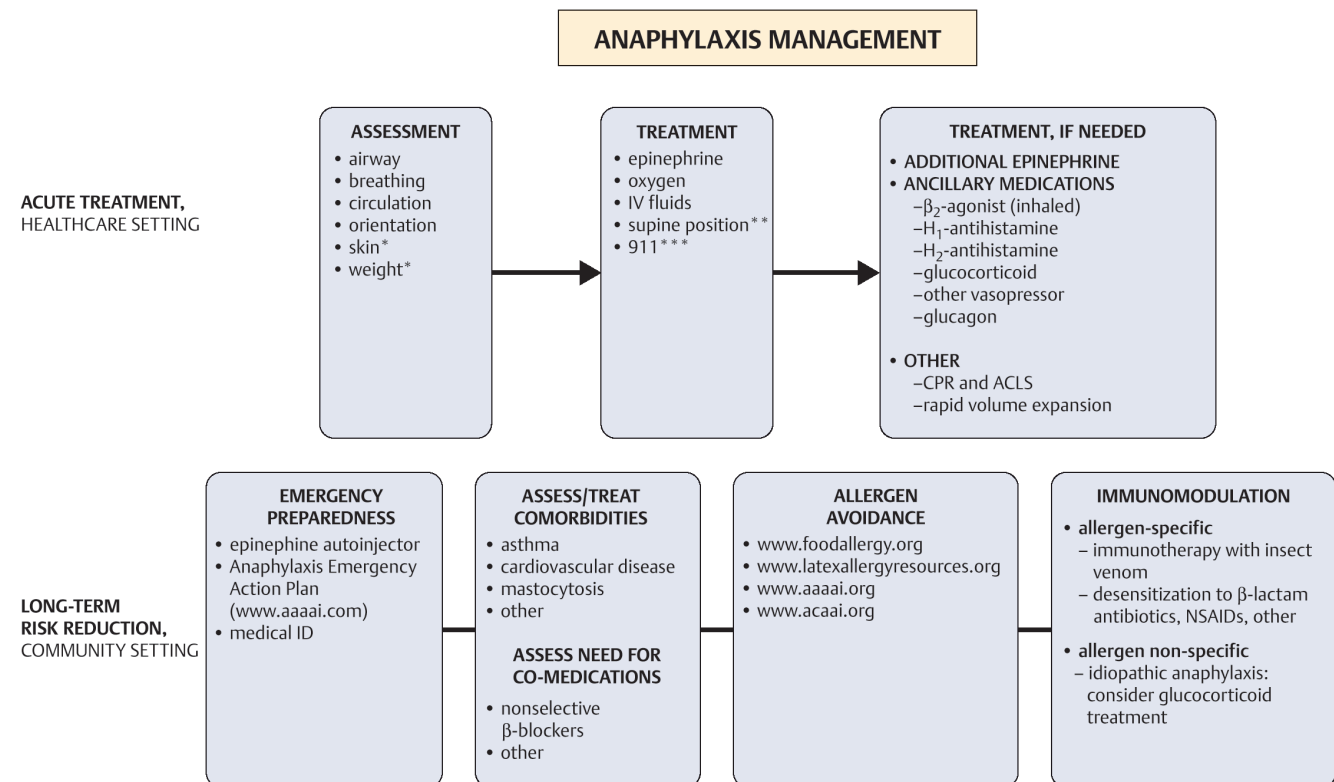 ANAPHYLAXIS MANAGEMENT
ACUTE TREATMENT,
HEALTHCARE SETTING
ASSESSMENT
• airway
• breathing
• circulation
• orientation
• skin*
• weight*
TREATMENT
• epinephrine
• oxygen
• IV fluids
• supine position**
• 911***
TREATMENT, IF NEEDED
• ADDITIONAL EPINEPHRINE
• ANCILLARY MEDICATIONS
–β₂-agonist (inhaled)
–H₁-antihistamine
–H₂-antihistamine
–glucocorticoid
–other vasopressor
–glucagon
• OTHER
–CPR and ACLS
–rapid volume expansion
LONG-TERM
RISK REDUCTION,
COMMUNITY SETTING
EMERGENCY
PREPAREDNESS
• epinephine autoinjector
• Anaphylaxis Emergency
Action Plan
(www.aaaai.com)
• medical ID
ASSESS/TREAT
COMORBIDITIES
• asthma
• cardiovascular disease
• mastocytosis
• other
ASSESS NEED FOR
CO-MEDICATIONS
• nonselective
β-blockers
• other
ALLERGEN
AVOIDANCE
• www.foodallergy.org
• www.latexallergyresources.org
• www.aaaai.org
• www.acaai.org
IMMUNOMODULATION
• allergen-specific
– immunotherapy with insect
venom
– desensitization to β-lactam
antibiotics, NSAIDs, other
• allergen non-specific
– idiopathic anaphylaxis:
consider glucocorticoid
treatment